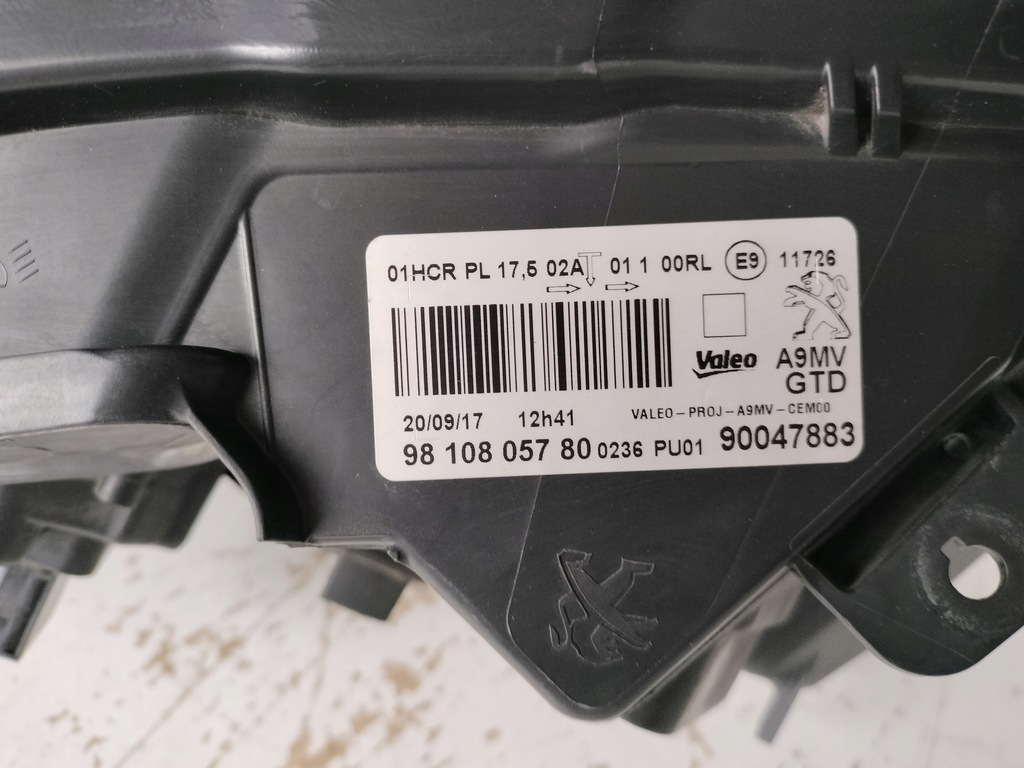 01HCR PL 17,5 02A 01 1 00RL E9 11726
Valeo
A9MV
GTD
20/09/17 12h41 VALEO-PROJ-A9MV-CEMOO
98 108 057 80 0236 PU01 90047883